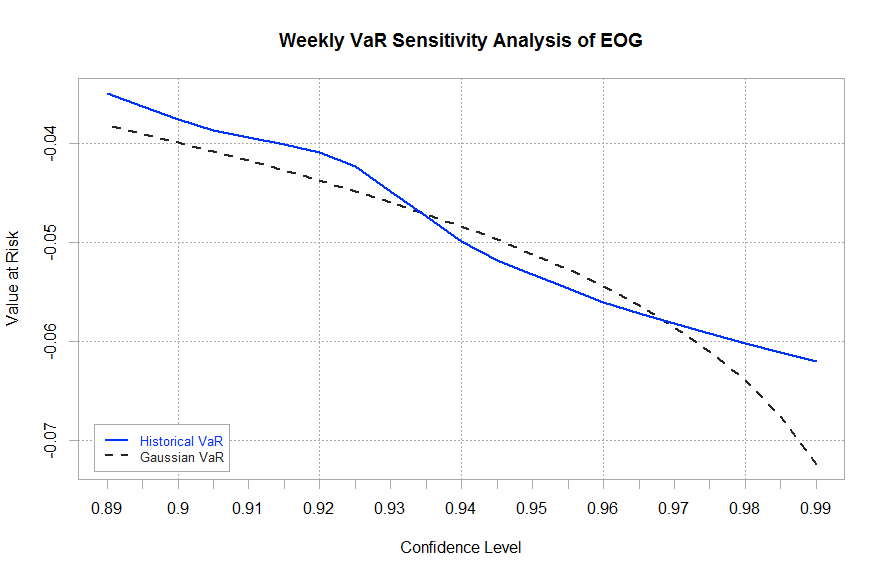 Weekly VaR Sensitivity Analysis of EOG
Value at Risk
-0.04
-0.05
-0.06
-0.07
Historical VaR
Gaussian VaR
0.89 0.9 0.91 0.92 0.93 0.94 0.95 0.96 0.97 0.98 0.99
Confidence Level